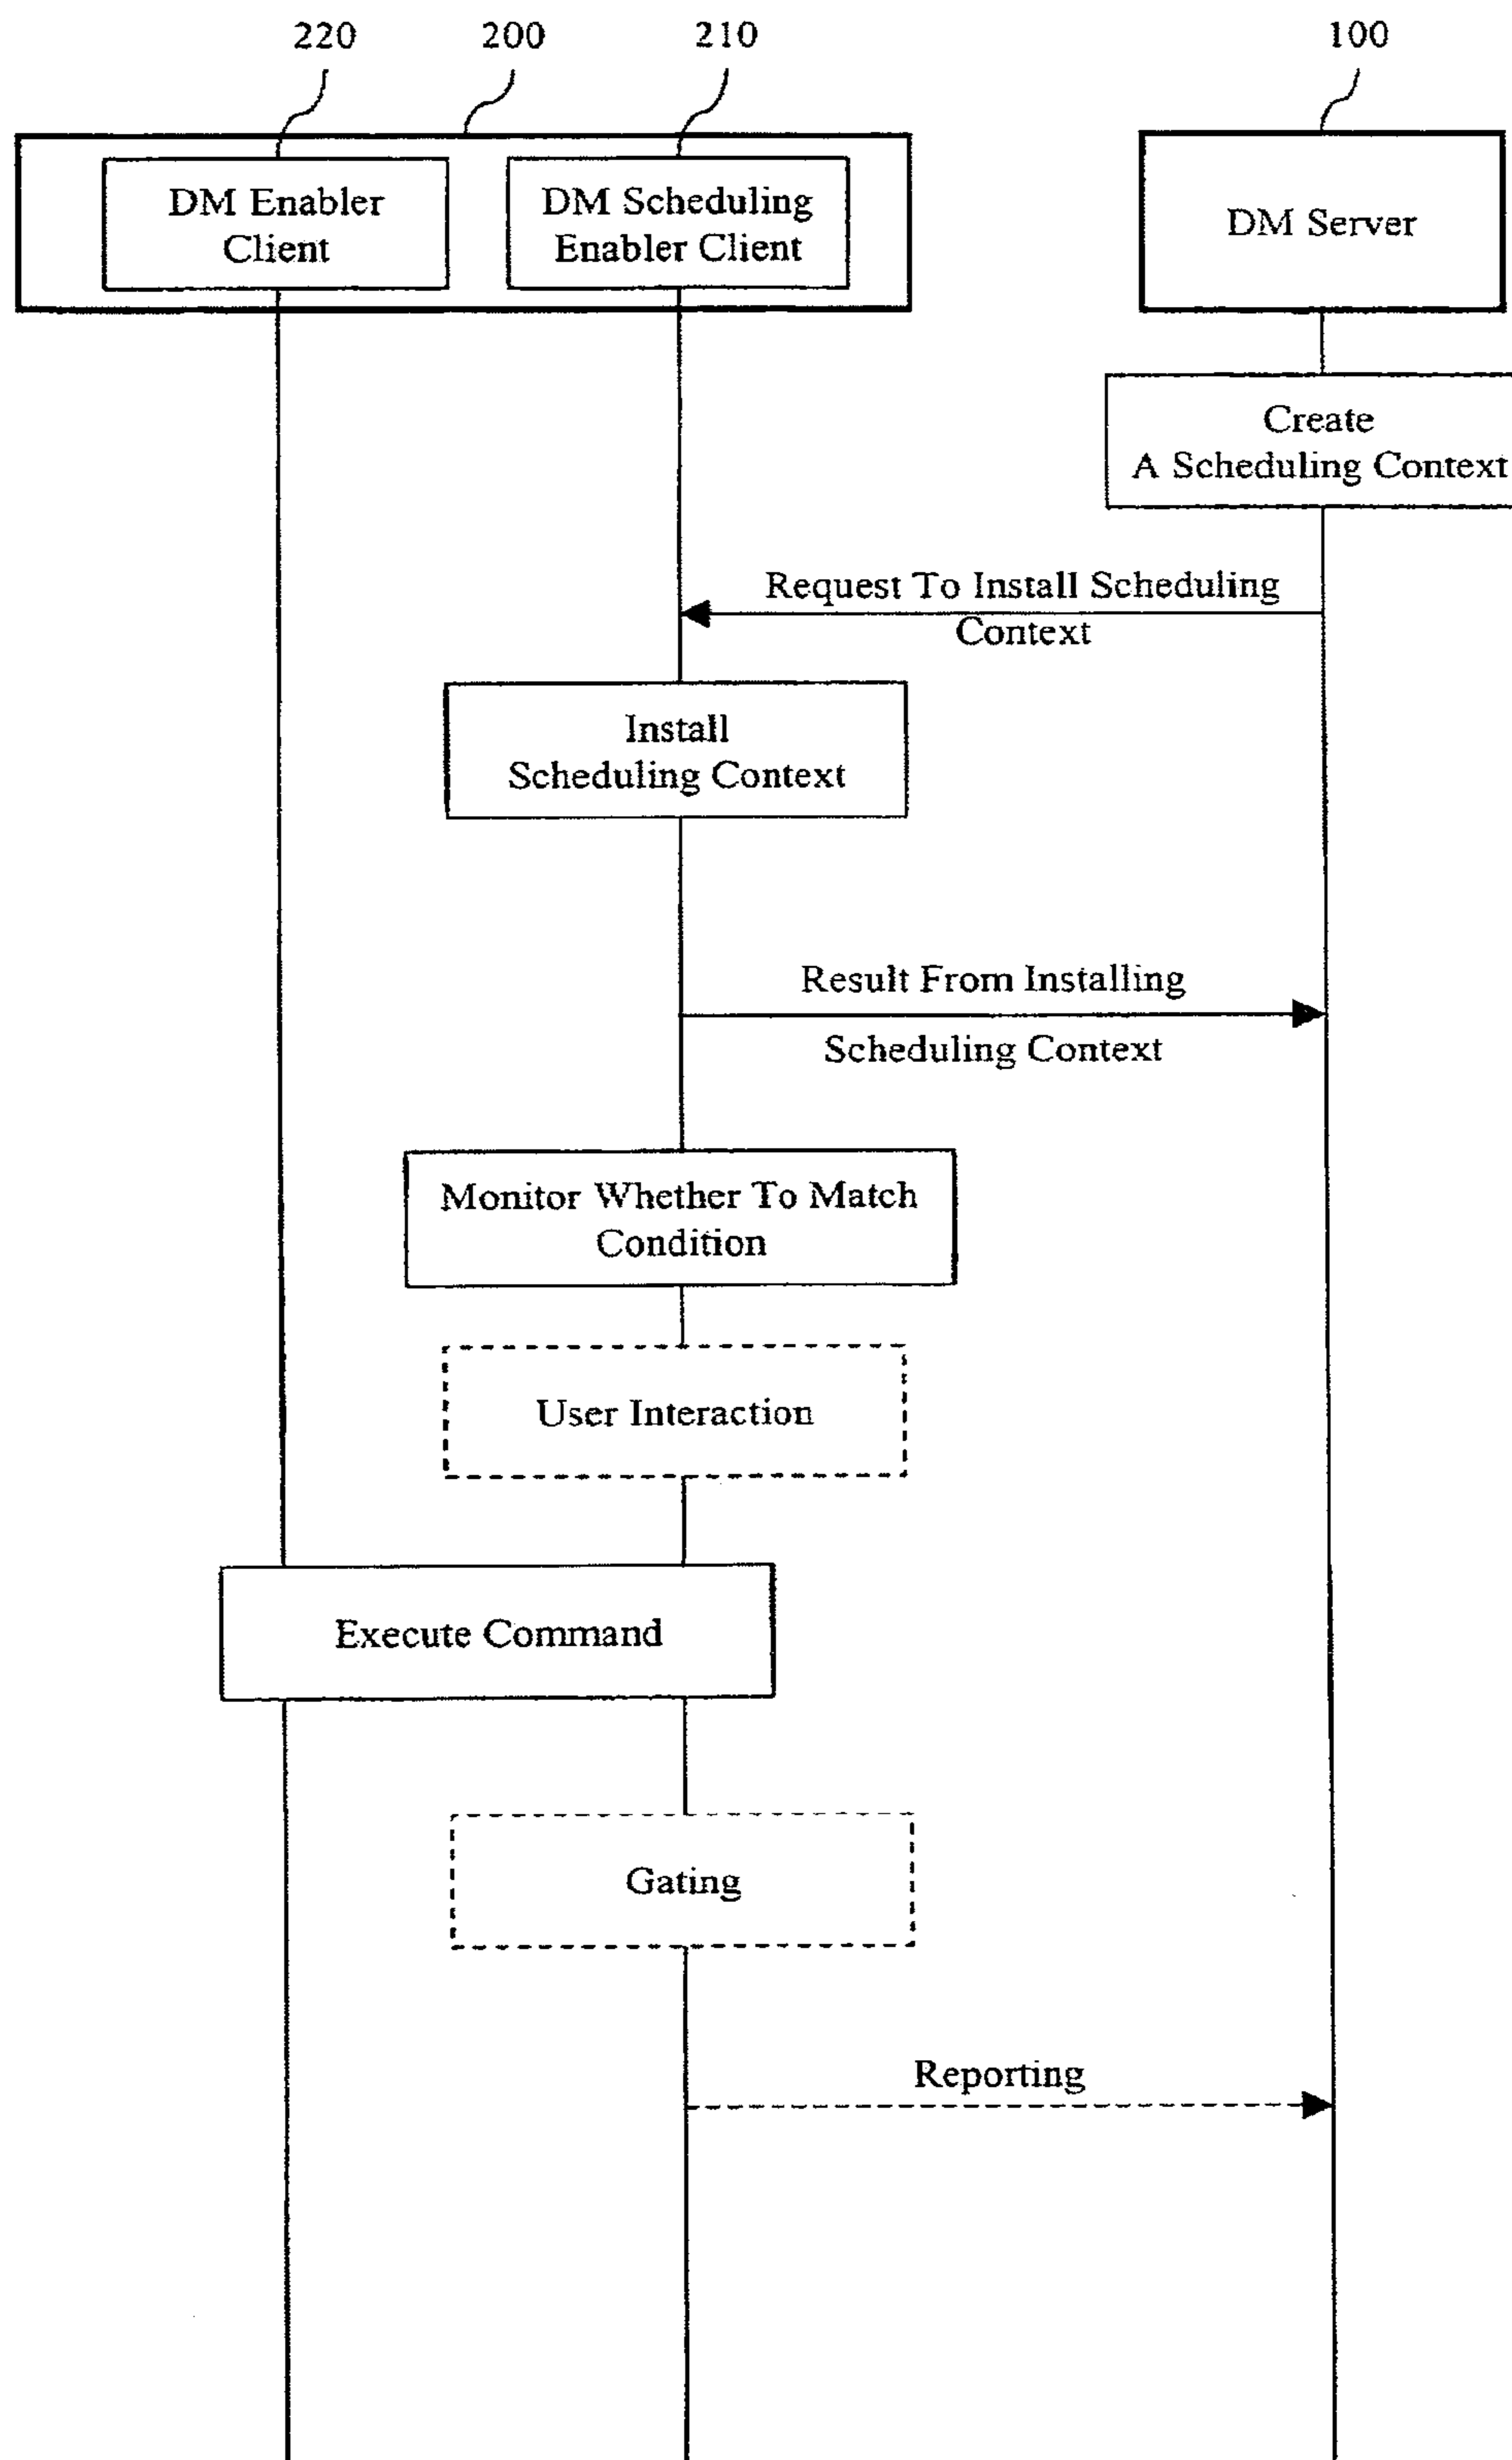 220
200
210
100
DM Enabler
Client
DM Scheduling
Enabler Client
DM Server
Create
A Scheduling Context
Request To Install Scheduling
Context
Install
Scheduling Context
Result From Installing
Scheduling Context
Monitor Whether To Match
Condition
User Interaction
Execute Command
Gating
Reporting